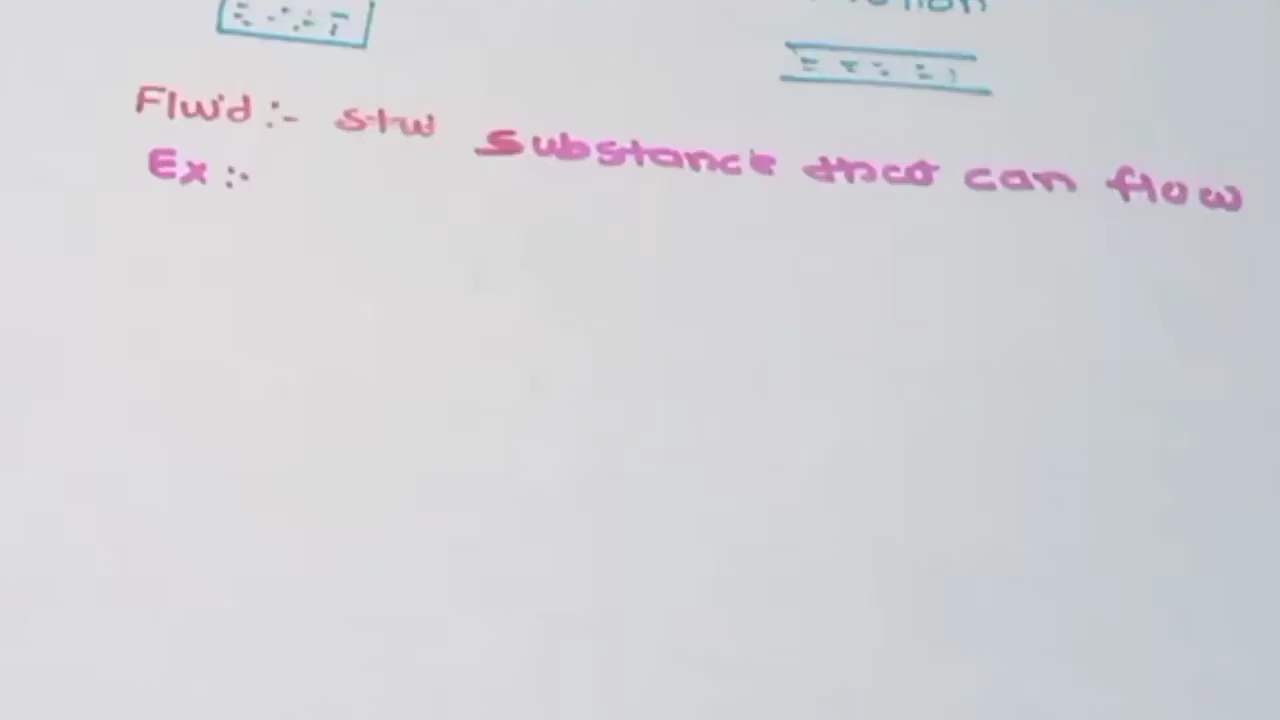 Fluid :- Substance that can flow
Ex :-